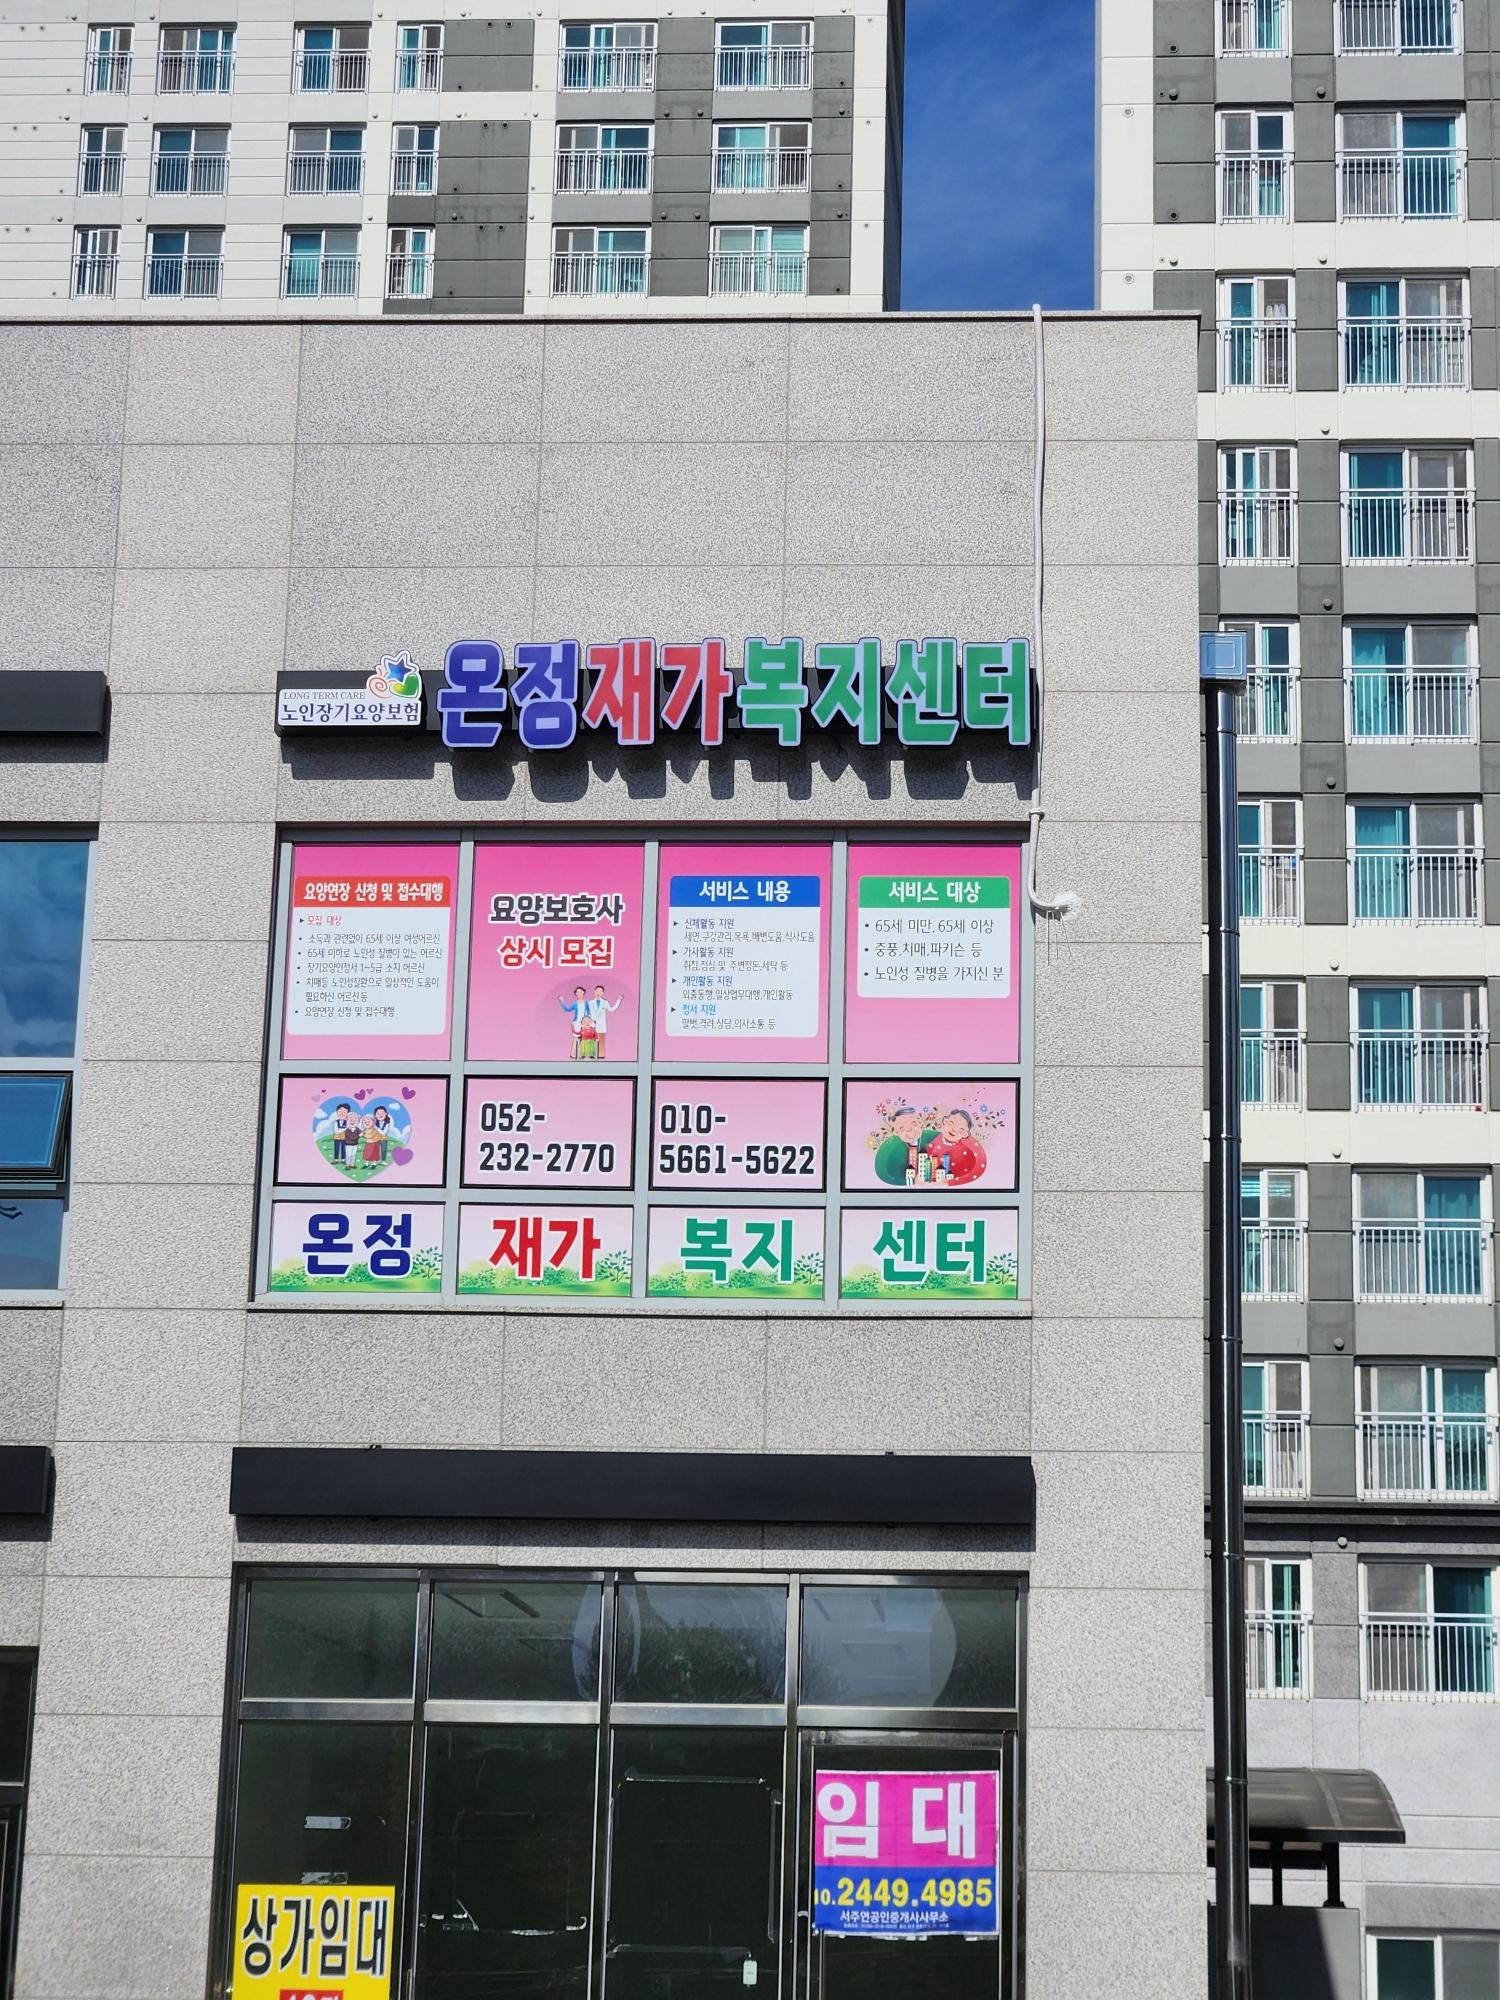 LONG TERM CARE
노인장기요양보험
온정재가복지센터
요양연장 신청 및 접수대행
▸ 모집 대상
• 소득과 관련없이 65세 이상 여성어르신
• 65세 이하로 노인성 질병이 있는 어르신
• 장기요양인정서 1~5급 소지 어르신
• 치매등 노인성질환으로 일상적인 도움이
필요하신 어르신등
• 요양연장 신청 및 접수대행
요양보호사
상시 모집
서비스 내용
▸ 신체활동 지원
세면,구강관리,목욕,배변도움,식사도움
▸ 가사활동 지원
취침,점심 및 주변정돈,세탁 등
▸ 개인활동 지원
외출동행,일상업무대행,개인활동
▸ 정서 지원
말벗,격려,상담,의사소통 등
서비스 대상
• 65세 미만, 65세 이상
• 중풍,치매,파키슨 등
• 노인성 질병을 가지신 분
052-
232-2770
010-
5661-5622
온정 재가 복지 센터
임대
10.2449.4985
서주연공인중개사사무소
상가임대